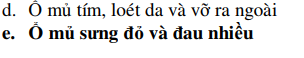 d. Ổ mủ tím, loét da và vỡ ra ngoài
e. Ổ mủ sưng đỏ và đau nhiều